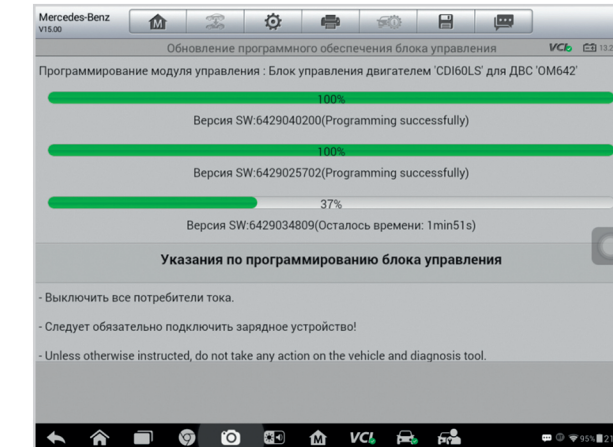 Mercedes-Benz
V15.00
Обновление программного обеспечения блока управления
VCI
13.2
Программирование модуля управления : Блок управления двигателем 'CDI60LS' для ДВС 'OM642'
100%
Версия SW:6429040200(Programming successfully)
100%
Версия SW:6429025702(Programming successfully)
37%
Версия SW:6429034809(Осталось времени: 1min51s)
Указания по программированию блока управления
- Выключить все потребители тока.
- Следует обязательно подключить зарядное устройство!
- Unless otherwise instructed, do not take any action on the vehicle and diagnosis tool.
VCI
95%